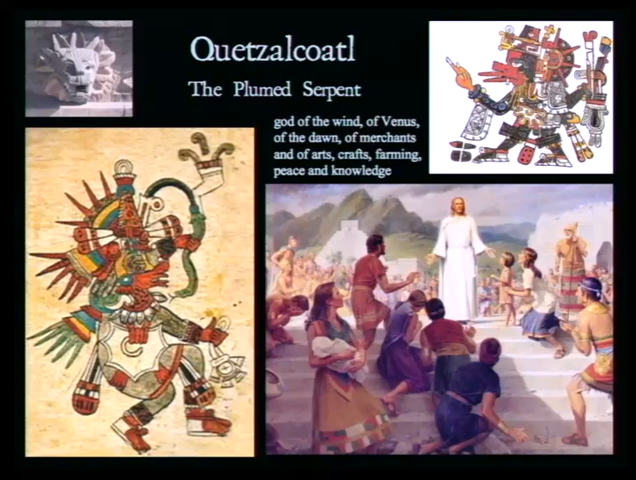 Quetzalcoatl
The Plumed Serpent
god of the wind, of Venus,
of the dawn, of merchants
and of arts, crafts, farming,
peace and knowledge